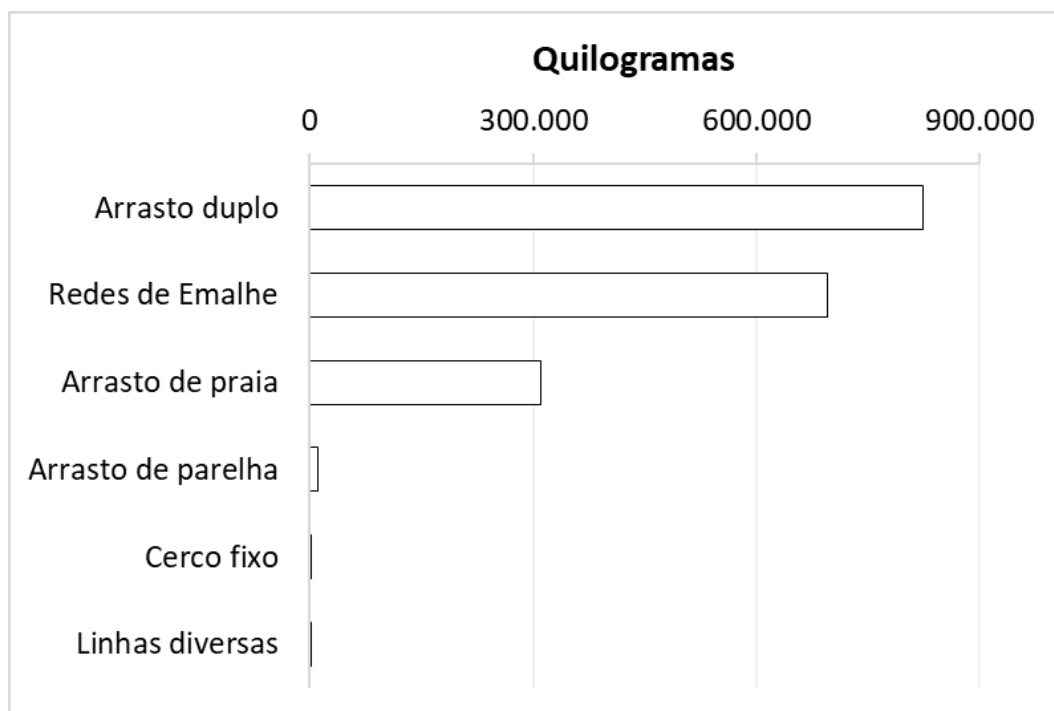 Quilogramas
0 300.000 600.000 900.000
Arrasto duplo
Redes de Emalhe
Arrasto de praia
Arrasto de parelha
Cerco fixo
Linhas diversas